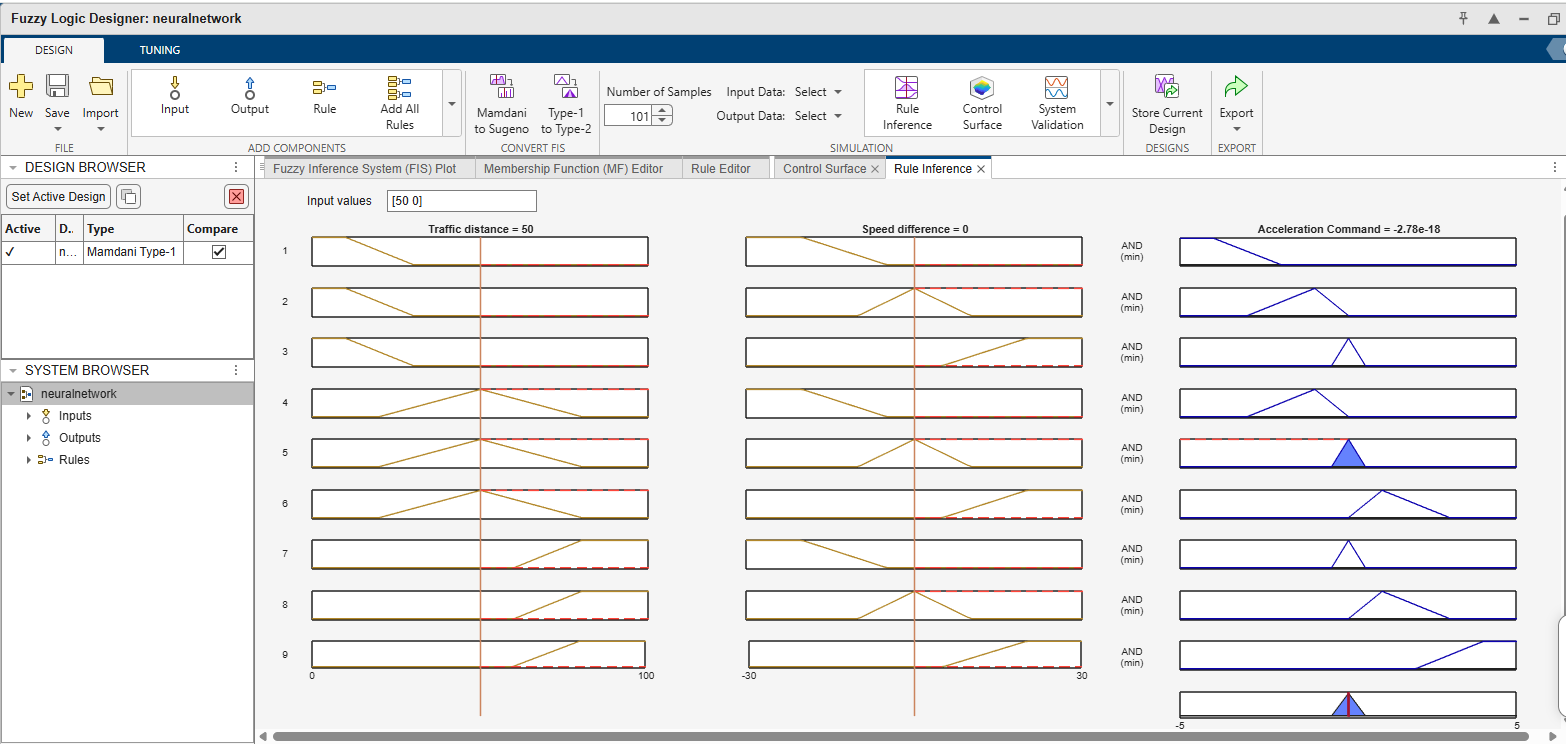 Fuzzy Logic Designer: neuralnetwork
DESIGN TUNING
New Save Import
Input Output Rule Add All Rules
Mamdani to Sugeno Type-1 to Type-2
Number of Samples 101
Input Data: Select
Output Data: Select
Rule Inference Control Surface System Validation
Store Current Design Export
FILE ADD COMPONENTS CONVERT FIS SIMULATION DESIGNS EXPORT
DESIGN BROWSER
Set Active Design
Active D.. Type Compare
n... Mamdani Type-1
SYSTEM BROWSER
neuralnetwork
Inputs
Outputs
Rules
Fuzzy Inference System (FIS) Plot Membership Function (MF) Editor Rule Editor Control Surface Rule Inference
Input values [50 0]
Traffic distance = 50 Speed difference = 0 Acceleration Command = -2.78e-18
1 AND (min)
2 AND (min)
3 AND (min)
4 AND (min)
5 AND (min)
6 AND (min)
7 AND (min)
8 AND (min)
9 AND (min)
0 100 -30 30
-5 5